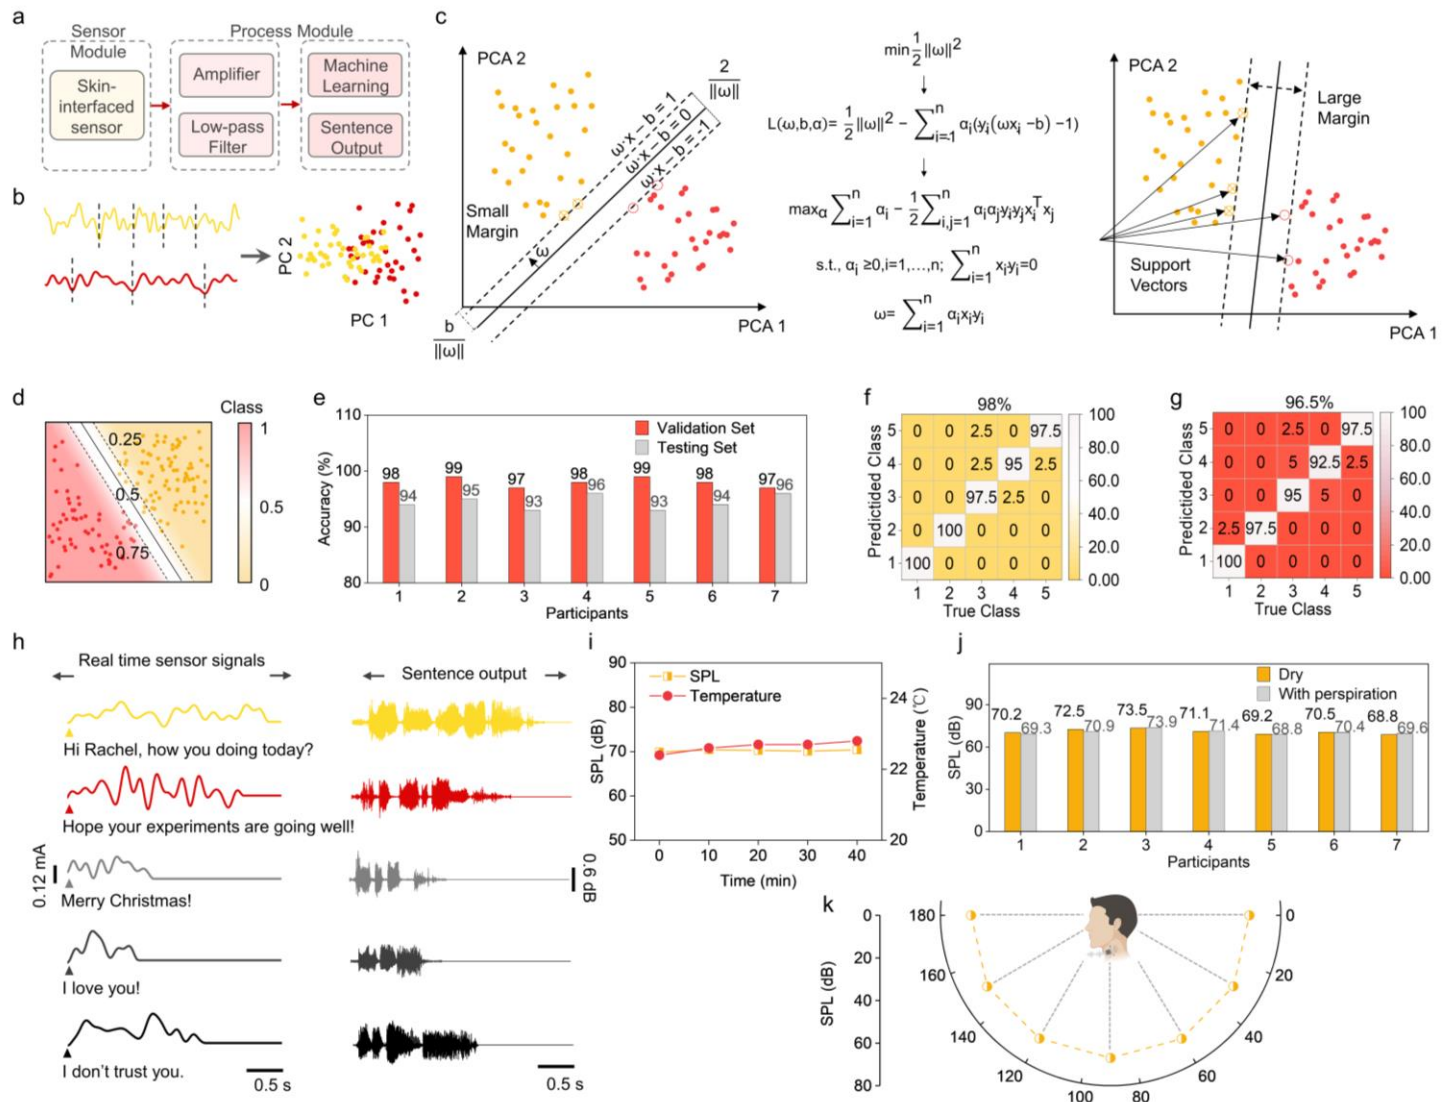 a
Sensor
Module
Process Module
Skin-
interfaced
sensor
Amplifier
Low-pass
Filter
Machine
Learning
Sentence
Output
b
PC 2
PC 1
c
PCA 2
Small
Margin
ω·x − b = 1
ω·x − b = 0
ω·x − b = 1
2
‖ω‖
ω
b
‖ω‖
PCA 1
min 1/2 ‖ω‖²
L(ω,b,α)= 1/2 ‖ω‖² − ∑ⁿᵢ₌₁ αᵢ(yᵢ(ωxᵢ −b) −1)
maxα ∑ⁿᵢ₌₁ αᵢ − 1/2 ∑ⁿᵢ,ⱼ₌₁ αᵢαⱼyᵢyⱼxᵢᵀxⱼ
s.t., αᵢ ≥0,i=1,...,n; ∑ⁿᵢ₌₁ xᵢyᵢ=0
ω= ∑ⁿᵢ₌₁ αᵢxᵢyᵢ
PCA 2
Large
Margin
Support
Vectors
PCA 1
d
Class
0.25
0.5
0.75
1
0.5
0
e
110
100
90
80
Accuracy (%)
Validation Set
Testing Set
98 94 99 95 97 93 98 96 99 93 98 94 97 96
1 2 3 4 5 6 7
Participants
f
98%
Predictided Class
5 0 0 2.5 0 97.5
4 0 0 2.5 95 2.5
3 0 0 97.5 2.5 0
2 0 100 0 0 0
1 100 0 0 0 0
1 2 3 4 5
True Class
100
80.0
60.0
40.0
20.0
0.00
g
96.5%
Predictided Class
5 0 0 2.5 0 97.5
4 0 0 5 92.5 2.5
3 0 0 95 5 0
2 2.5 97.5 0 0 0
1 100 0 0 0 0
1 2 3 4 5
True Class
100
80.0
60.0
40.0
20.0
0.00
h
Real time sensor signals
Sentence output
Hi Rachel, how you doing today?
Hope your experiments are going well!
0.12 mA
Merry Christmas!
0.6 dB
I love you!
I don't trust you.
0.5 s
0.5 s
i
90
80
70
60
50
SPL (dB)
SPL
Temperature
24
22
20
Temperature (℃)
0 10 20 30 40
Time (min)
j
90
60
30
0
SPL (dB)
Dry
With perspiration
70.2 69.3 72.5 70.9 73.5 73.9 71.1 71.4 69.2 68.8 70.5 70.4 68.8 69.6
1 2 3 4 5 6 7
Participants
k
0
20
40
60
80
SPL (dB)
180
160
140
120
100
80
60
40
20
0